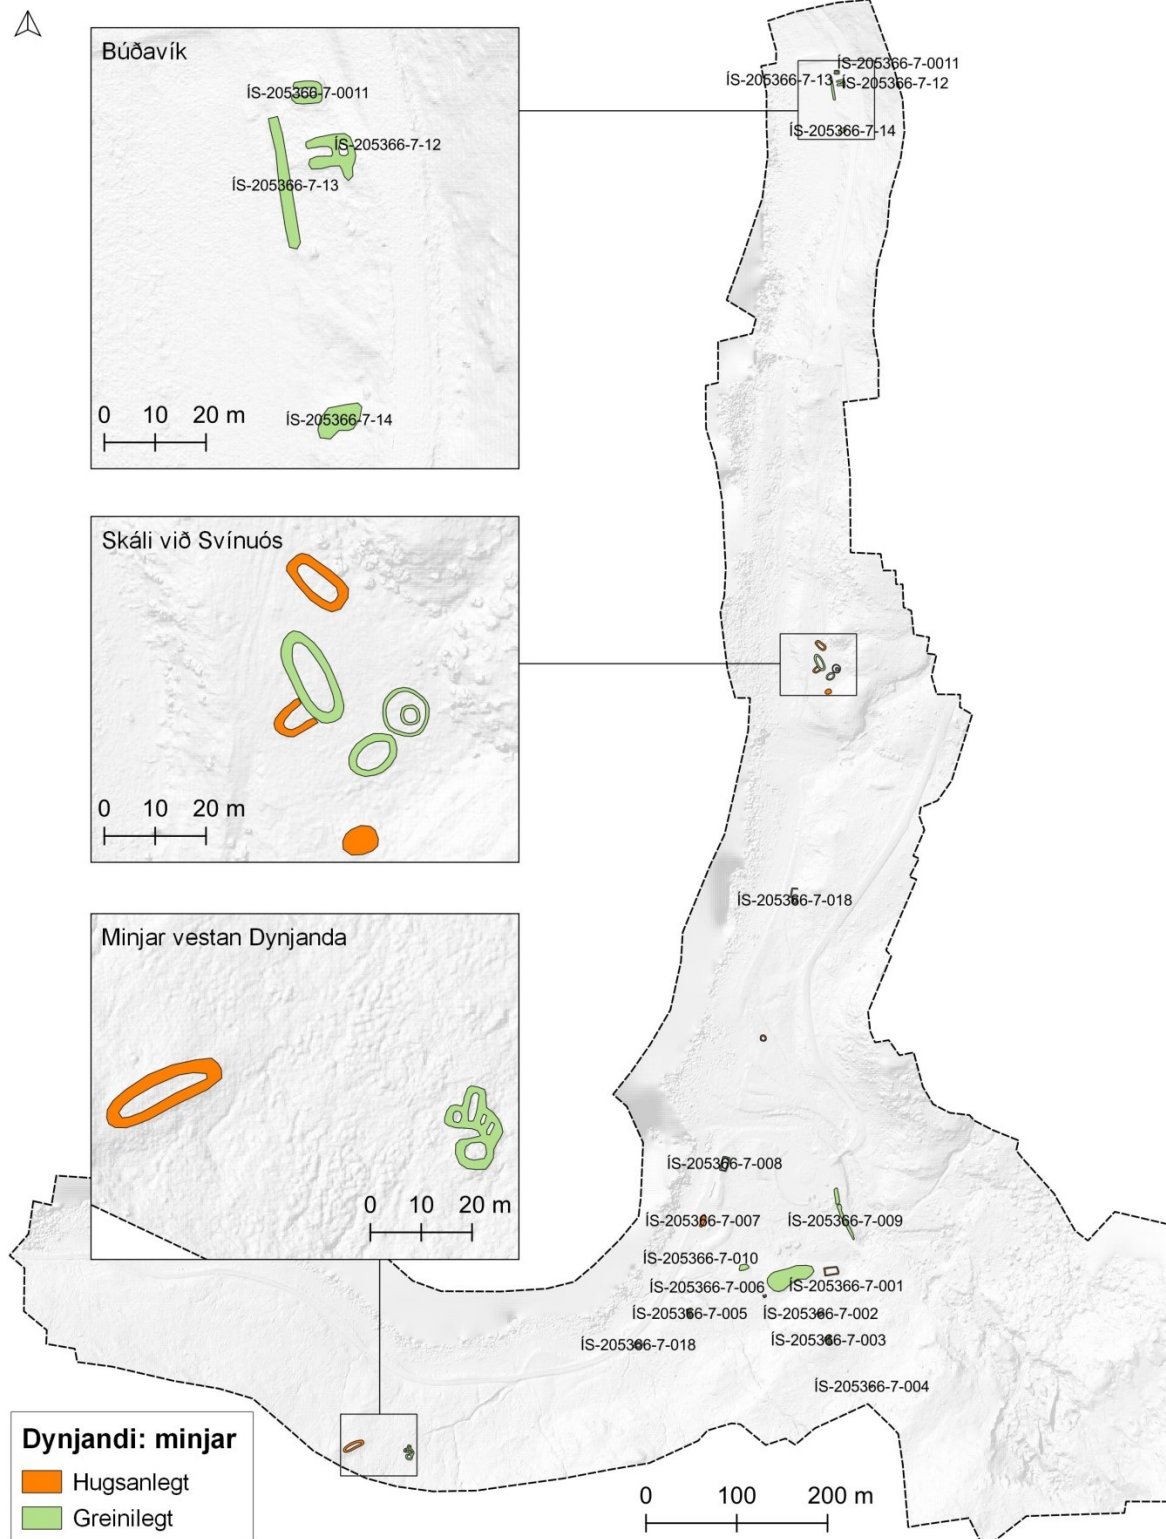 Búðavík
ÍS-205366-7-0011
ÍS-205366-7-12
ÍS-205366-7-13
0 10 20 m
ÍS-205366-7-14
Skáli við Svínuós
0 10 20 m
Minjar vestan Dynjanda
0 10 20 m
ÍS-205366-7-0011
ÍS-205366-7-13
ÍS-205366-7-12
ÍS-205366-7-14
ÍS-205366-7-018
ÍS-205366-7-008
ÍS-205366-7-007
ÍS-205366-7-009
ÍS-205366-7-010
ÍS-205366-7-006
ÍS-205366-7-001
ÍS-205366-7-005
ÍS-205366-7-002
ÍS-205366-7-018
ÍS-205366-7-003
ÍS-205366-7-004
Dynjandi: minjar
Hugsanlegt
Greinilegt
0 100 200 m